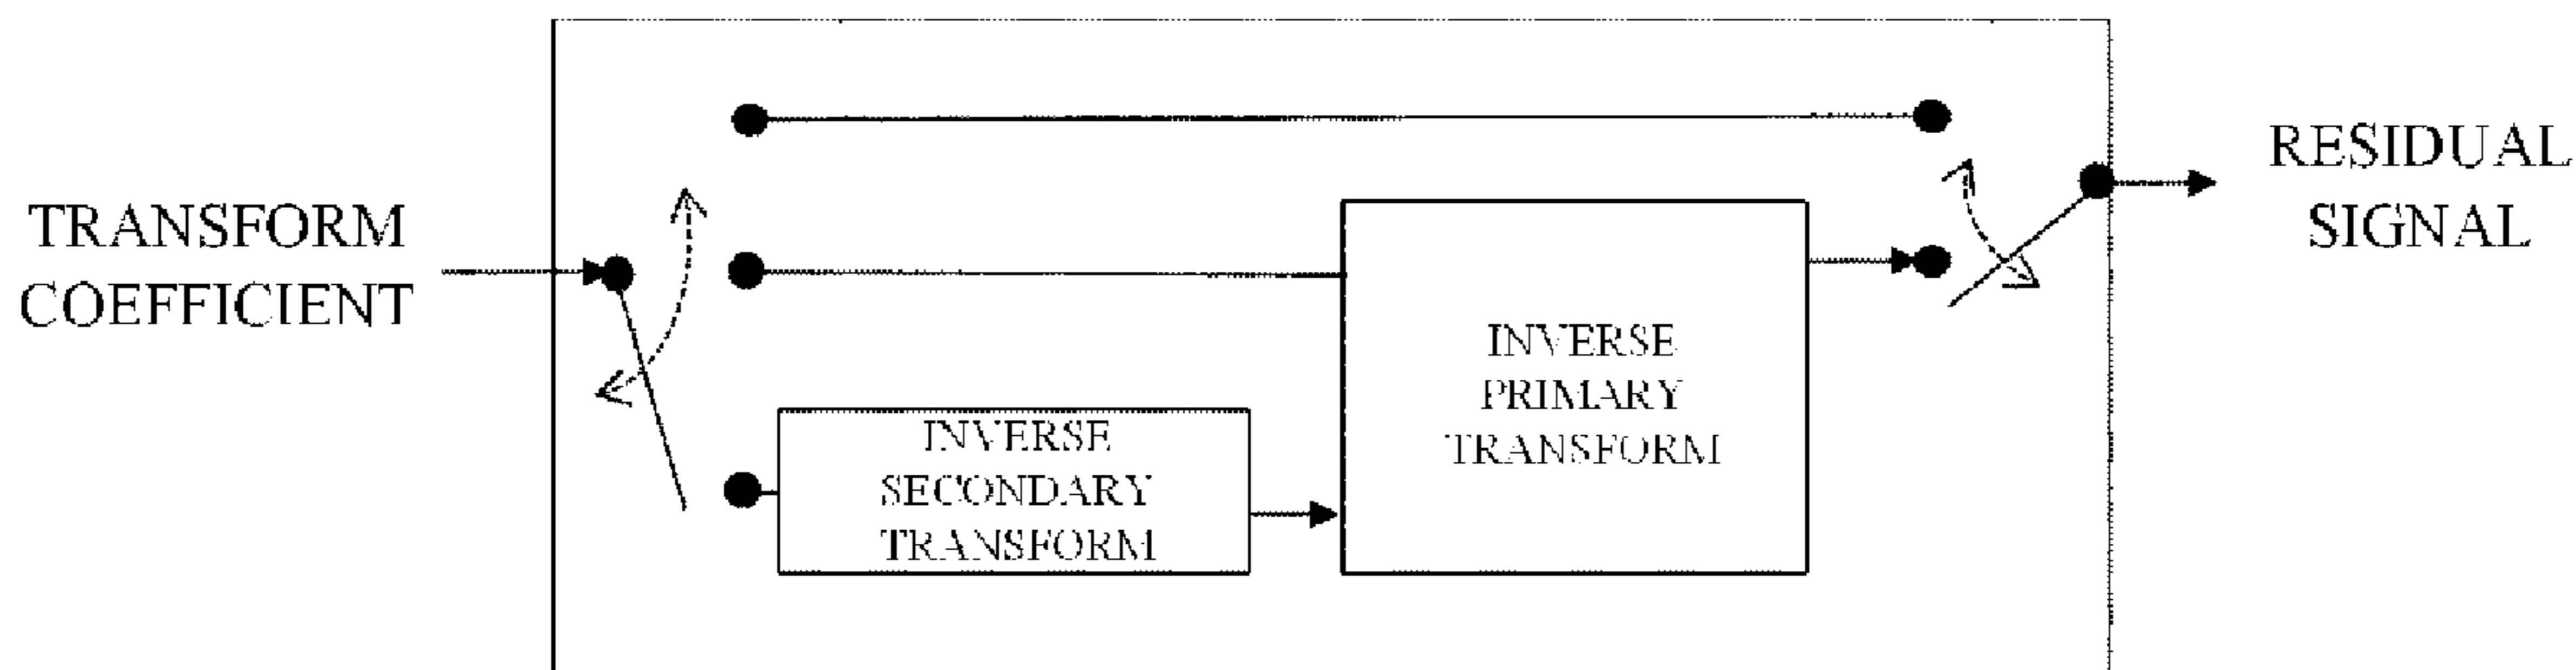 TRANSFORM
COEFFICIENT
INVERSE
SECONDARY
TRANSFORM
INVERSE
PRIMARY
TRANSFORM
RESIDUAL
SIGNAL